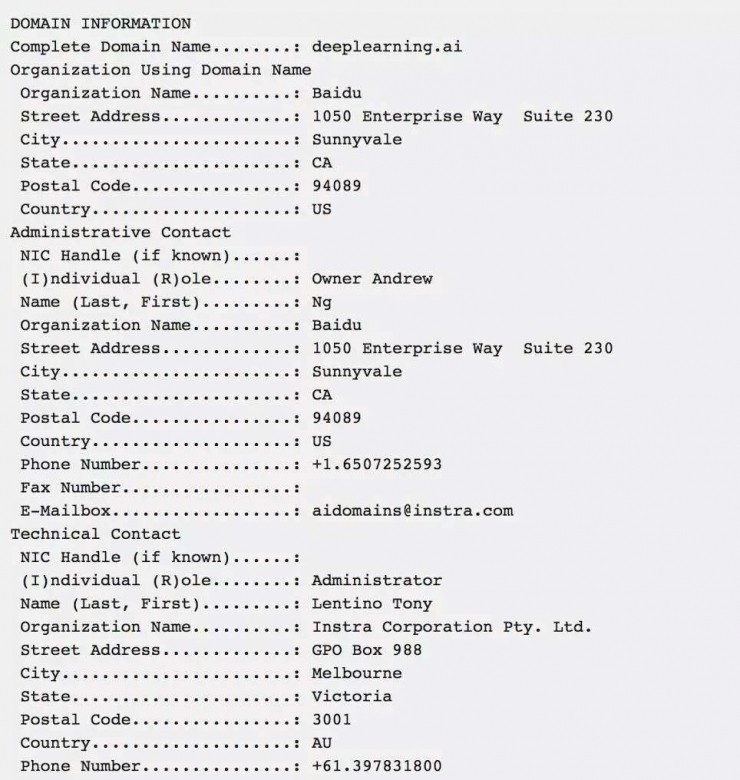 DOMAIN INFORMATION
Complete Domain Name........: deeplearning.ai
Organization Using Domain Name
Organization Name..........: Baidu
Street Address.............: 1050 Enterprise Way  Suite 230
City.......................: Sunnyvale
State......................: CA
Postal Code................: 94089
Country....................: US
Administrative Contact
NIC Handle (if known)......:
(I)ndividual (R)ole........: Owner Andrew
Name (Last, First).........: Ng
Organization Name..........: Baidu
Street Address.............: 1050 Enterprise Way  Suite 230
City.......................: Sunnyvale
State......................: CA
Postal Code................: 94089
Country....................: US
Phone Number...............: +1.6507252593
Fax Number.................:
E-Mailbox..................: aidomains@instra.com
Technical Contact
NIC Handle (if known)......:
(I)ndividual (R)ole........: Administrator
Name (Last, First).........: Lentino Tony
Organization Name..........: Instra Corporation Pty. Ltd.
Street Address.............: GPO Box 988
City.......................: Melbourne
State......................: Victoria
Postal Code................: 3001
Country....................: AU
Phone Number...............: +61.397831800